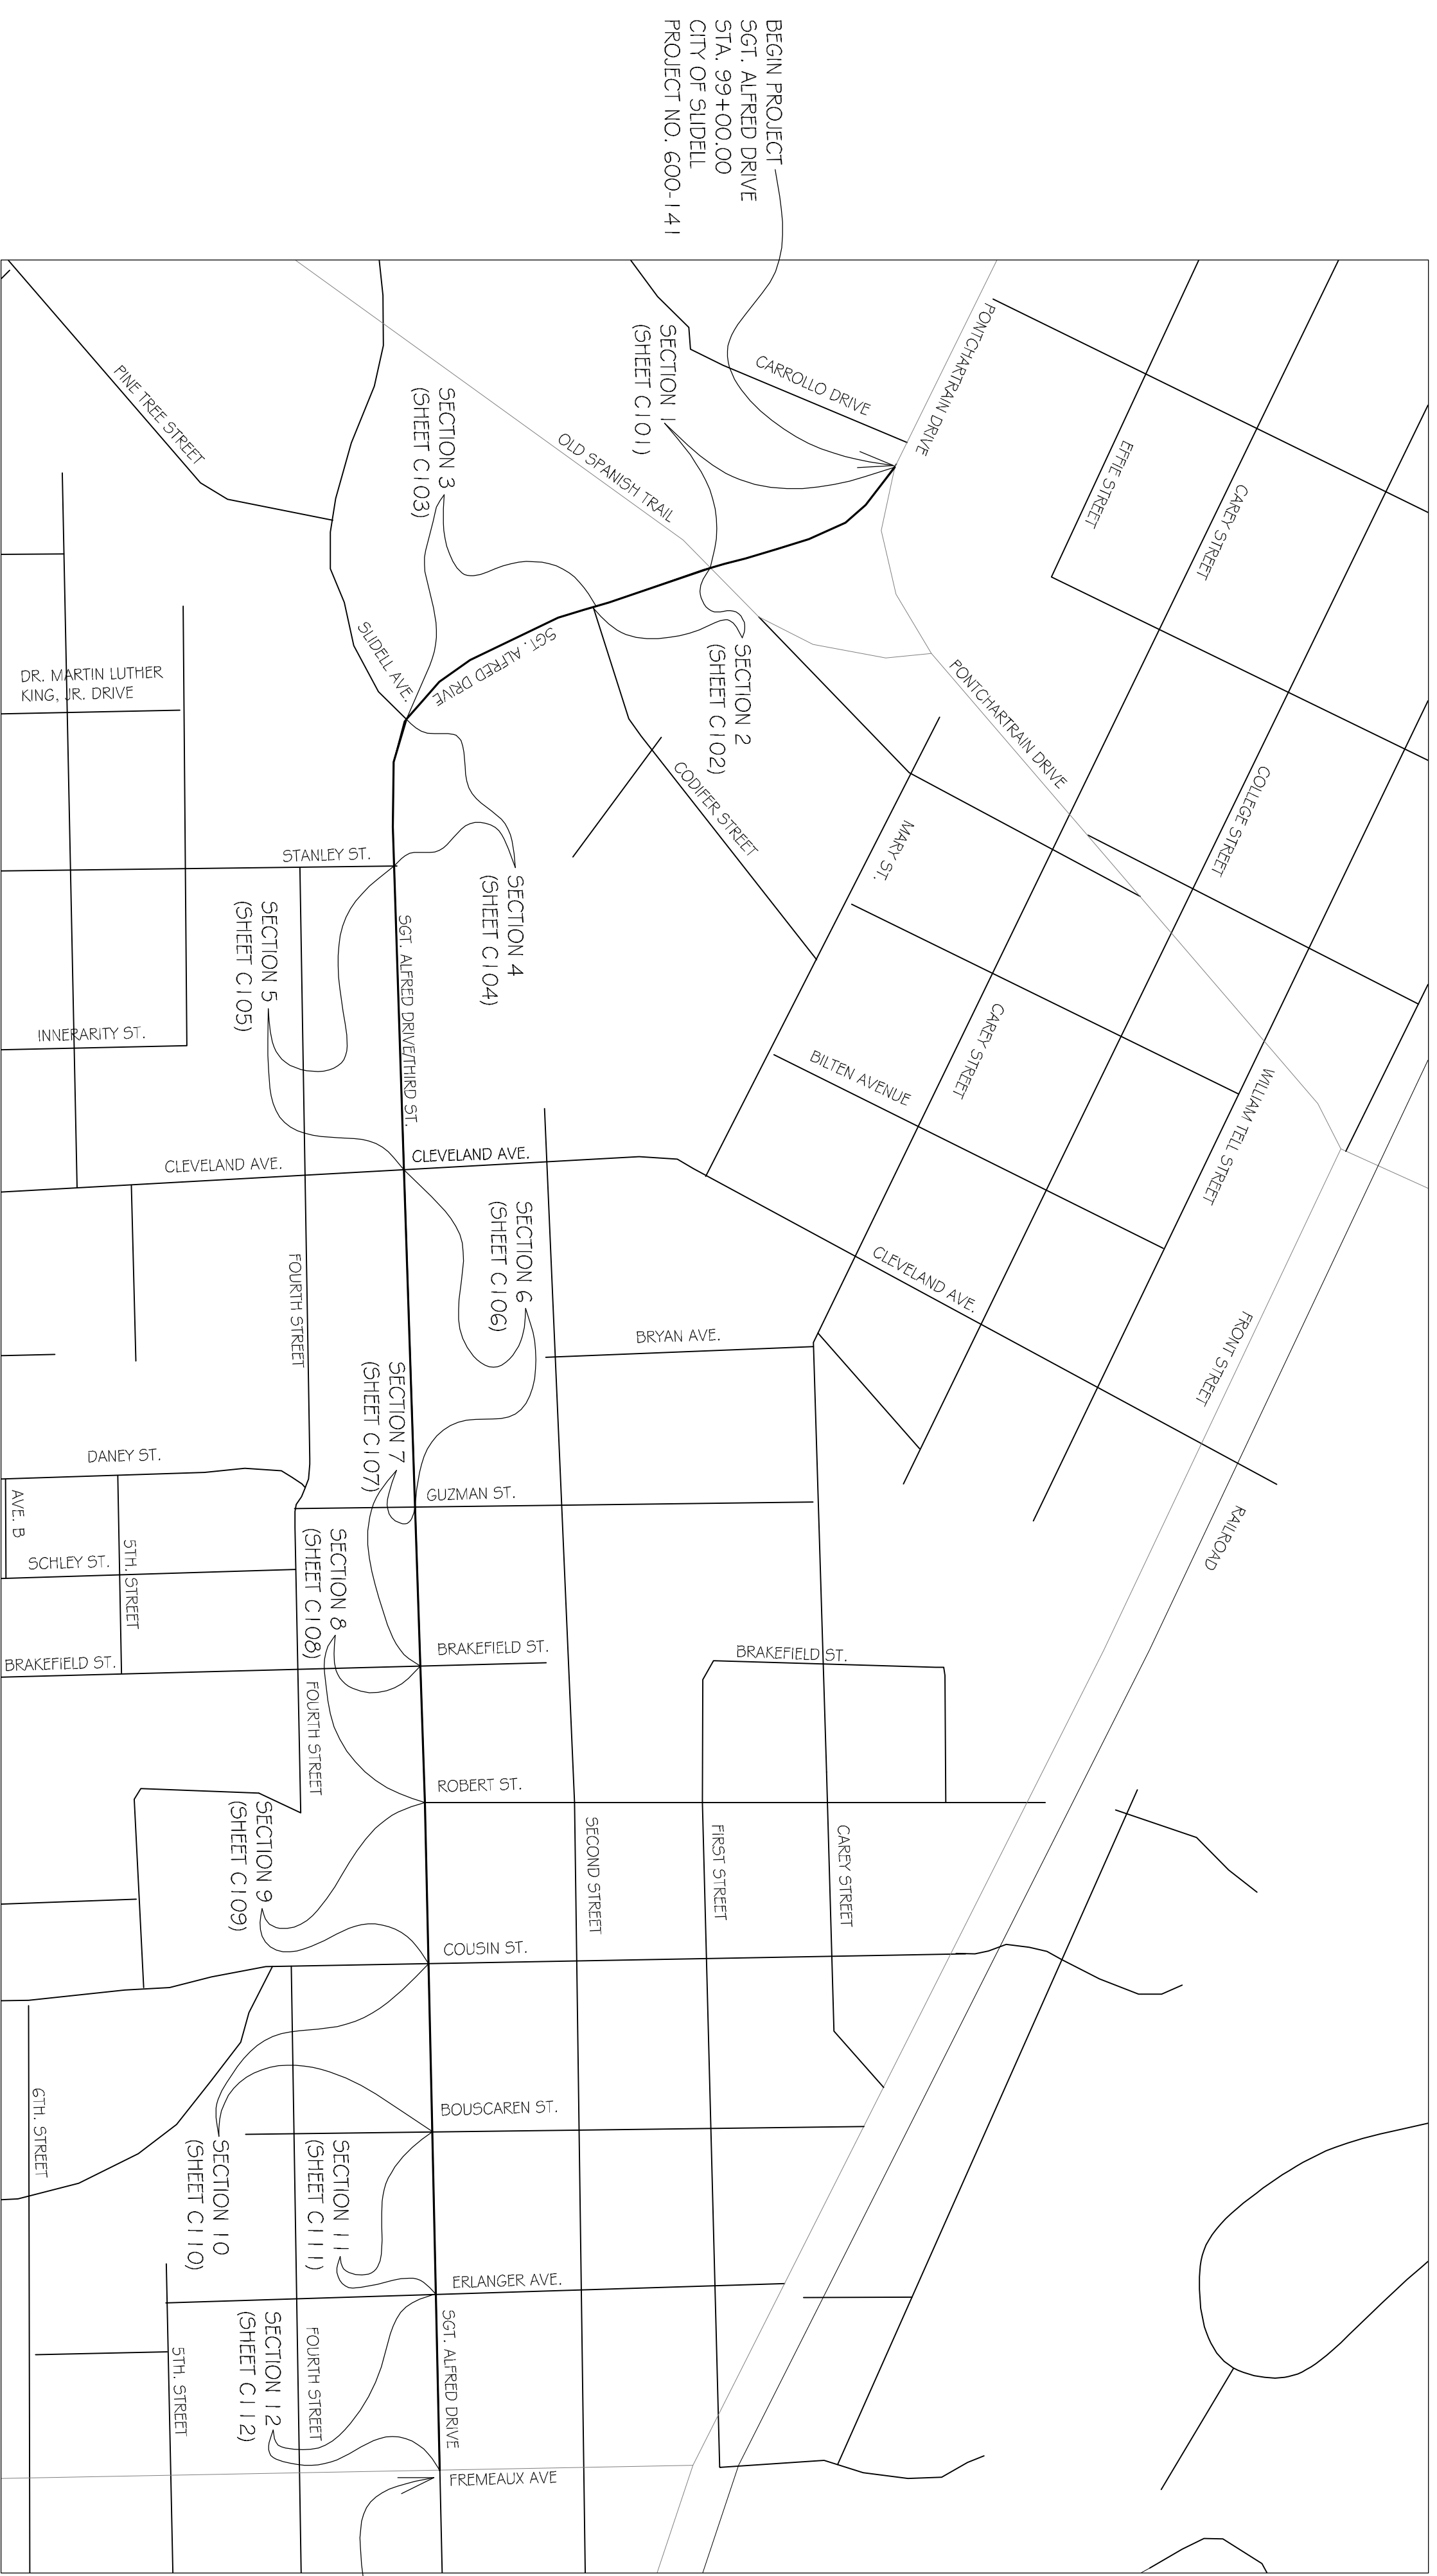 BEGIN PROJECT
SGT. ALFRED DRIVE
STA. 99+00.00
CITY OF SLIDELL
PROJECT NO. 600-141
PONTCHARTRAIN DRIVE
CARROLLO DRIVE
SECTION 1
(SHEET C101)
EFFIE STREET
CAREY STREET
OLD SPANISH TRAIL
SECTION 3
(SHEET C103)
PINE TREE STREET
SLIDELL AVE.
SGT. ALFRED DRIVE
SECTION 2
(SHEET C102)
PONTCHARTRAIN DRIVE
DR. MARTIN LUTHER
KING, JR. DRIVE
CODIFER STREET
COLLEGE STREET
MARY ST.
STANLEY ST.
SECTION 4
(SHEET C104)
SECTION 5
(SHEET C105)
SGT. ALFRED DRIVE/THIRD ST.
INNERARITY ST.
CAREY STREET
BILTEN AVENUE
WILLIAM TELL STREET
CLEVELAND AVE.
CLEVELAND AVE.
SECTION 6
(SHEET C106)
CLEVELAND AVE.
FOURTH STREET
BRYAN AVE.
FRONT STREET
SECTION 7
(SHEET C107)
DANEY ST.
GUZMAN ST.
AVE. B
RAILROAD
SECTION 8
(SHEET C108)
SCHLEY ST.
5TH. STREET
BRAKEFIELD ST.
BRAKEFIELD ST.
BRAKEFIELD ST.
FOURTH STREET
ROBERT ST.
SECTION 9
(SHEET C109)
SECOND STREET
FIRST STREET
CAREY STREET
COUSIN ST.
6TH. STREET
BOUSCAREN ST.
SECTION 10
(SHEET C110)
SECTION 11
(SHEET C111)
ERLANGER AVE.
SECTION 12
(SHEET C112)
SGT. ALFRED DRIVE
FOURTH STREET
5TH. STREET
FREMEAUX AVE